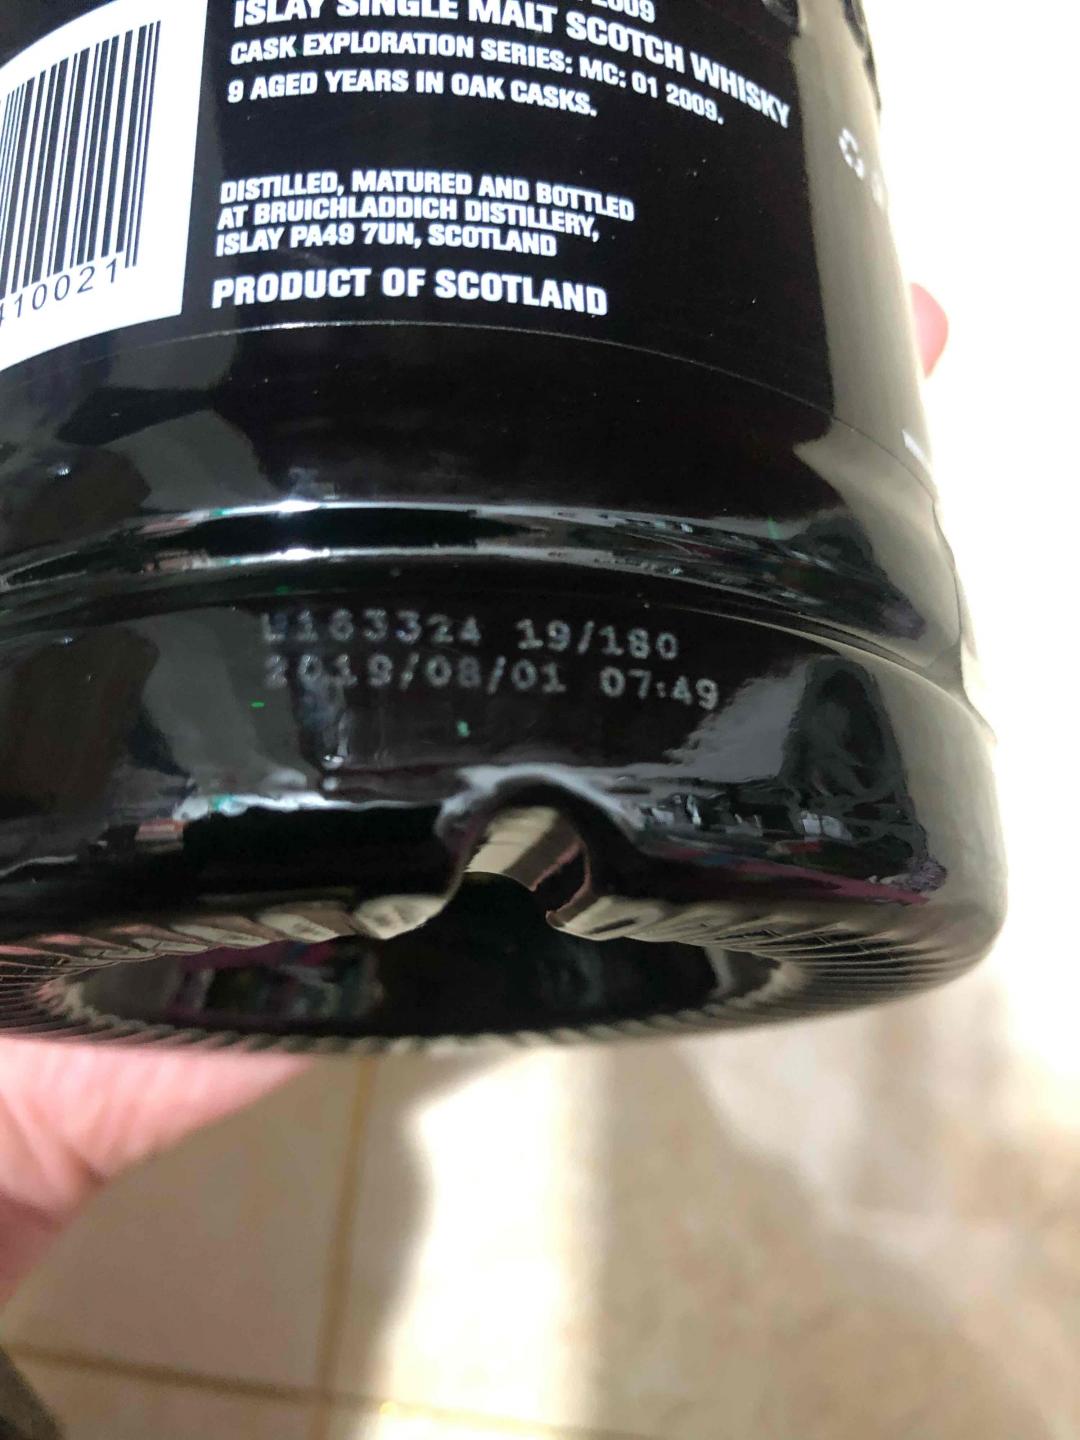 2009
ISLAY SINGLE MALT SCOTCH WHISKY
CASK EXPLORATION SERIES: MC: 01 2009.
9 AGED YEARS IN OAK CASKS.
DISTILLED, MATURED AND BOTTLED
AT BRUICHLADDICH DISTILLERY,
ISLAY PA49 7UN, SCOTLAND
PRODUCT OF SCOTLAND
410021
19/180
2019/08/01 07:49